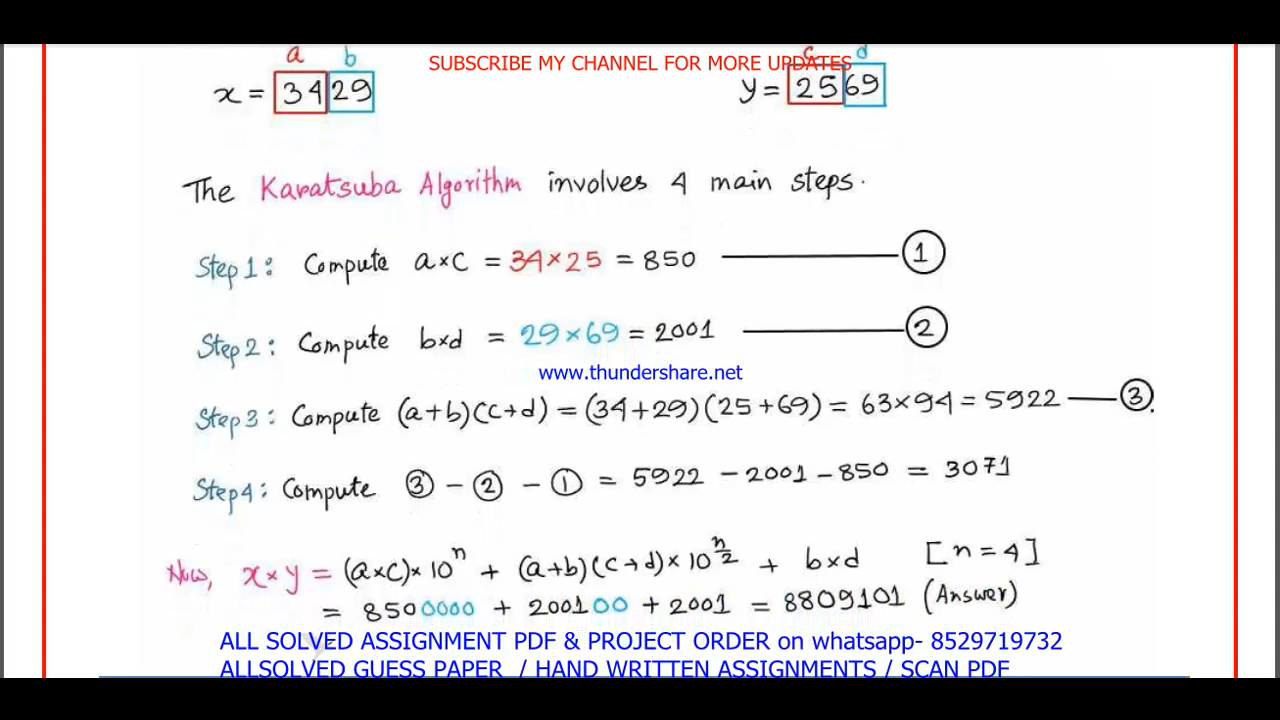 a b
SUBSCRIBE MY CHANNEL FOR MORE UPDATES
c d
x = 3429
y = 2569
The Karatsuba Algorithm involves 4 main steps.
Step 1: Compute a×c = 34×25 = 850 ——— ①
Step 2: Compute b×d = 29×69 = 2001 ——— ②
www.thundershare.net
Step 3: Compute (a+b)(c+d) = (34+29)(25+69) = 63×94 = 5922 —— ③.
Step 4: Compute ③ - ② - ① = 5922 - 2001 - 850 = 3071
Now, x×y = (a×c)×10^n + (a+b)(c+d)×10^(n/2) + b×d [n=4]
= 8500000 + 200100 + 2001 = 8809101 (Answer)
ALL SOLVED ASSIGNMENT PDF & PROJECT ORDER on whatsapp- 8529719732
ALLSOLVED GUESS PAPER / HAND WRITTEN ASSIGNMENTS / SCAN PDF